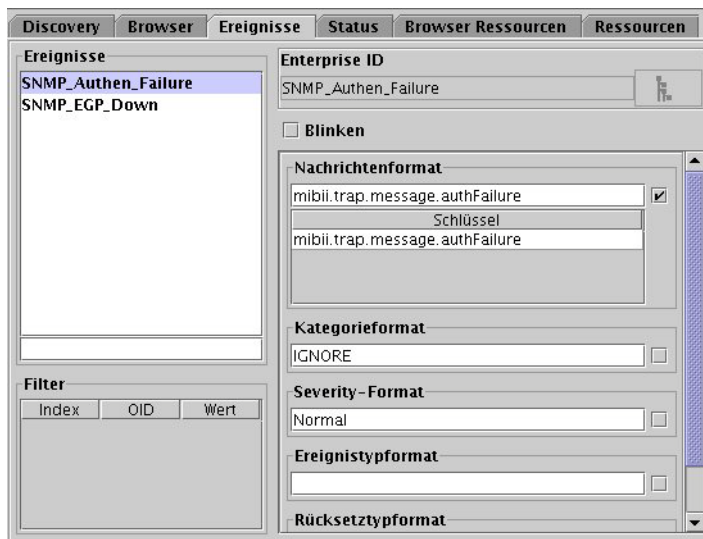 Discovery Browser Ereignisse Status Browser Ressourcen Ressourcen
Ereignisse
SNMP_Authen_Failure
SNMP_EGP_Down
Filter
Index OID Wert
Enterprise ID
SNMP_Authen_Failure
Blinken
Nachrichtenformat
mibii.trap.message.authFailure
Schlüssel
mibii.trap.message.authFailure
Kategorieformat
IGNORE
Severity-Format
Normal
Ereignistypformat
Rücksetztypformat